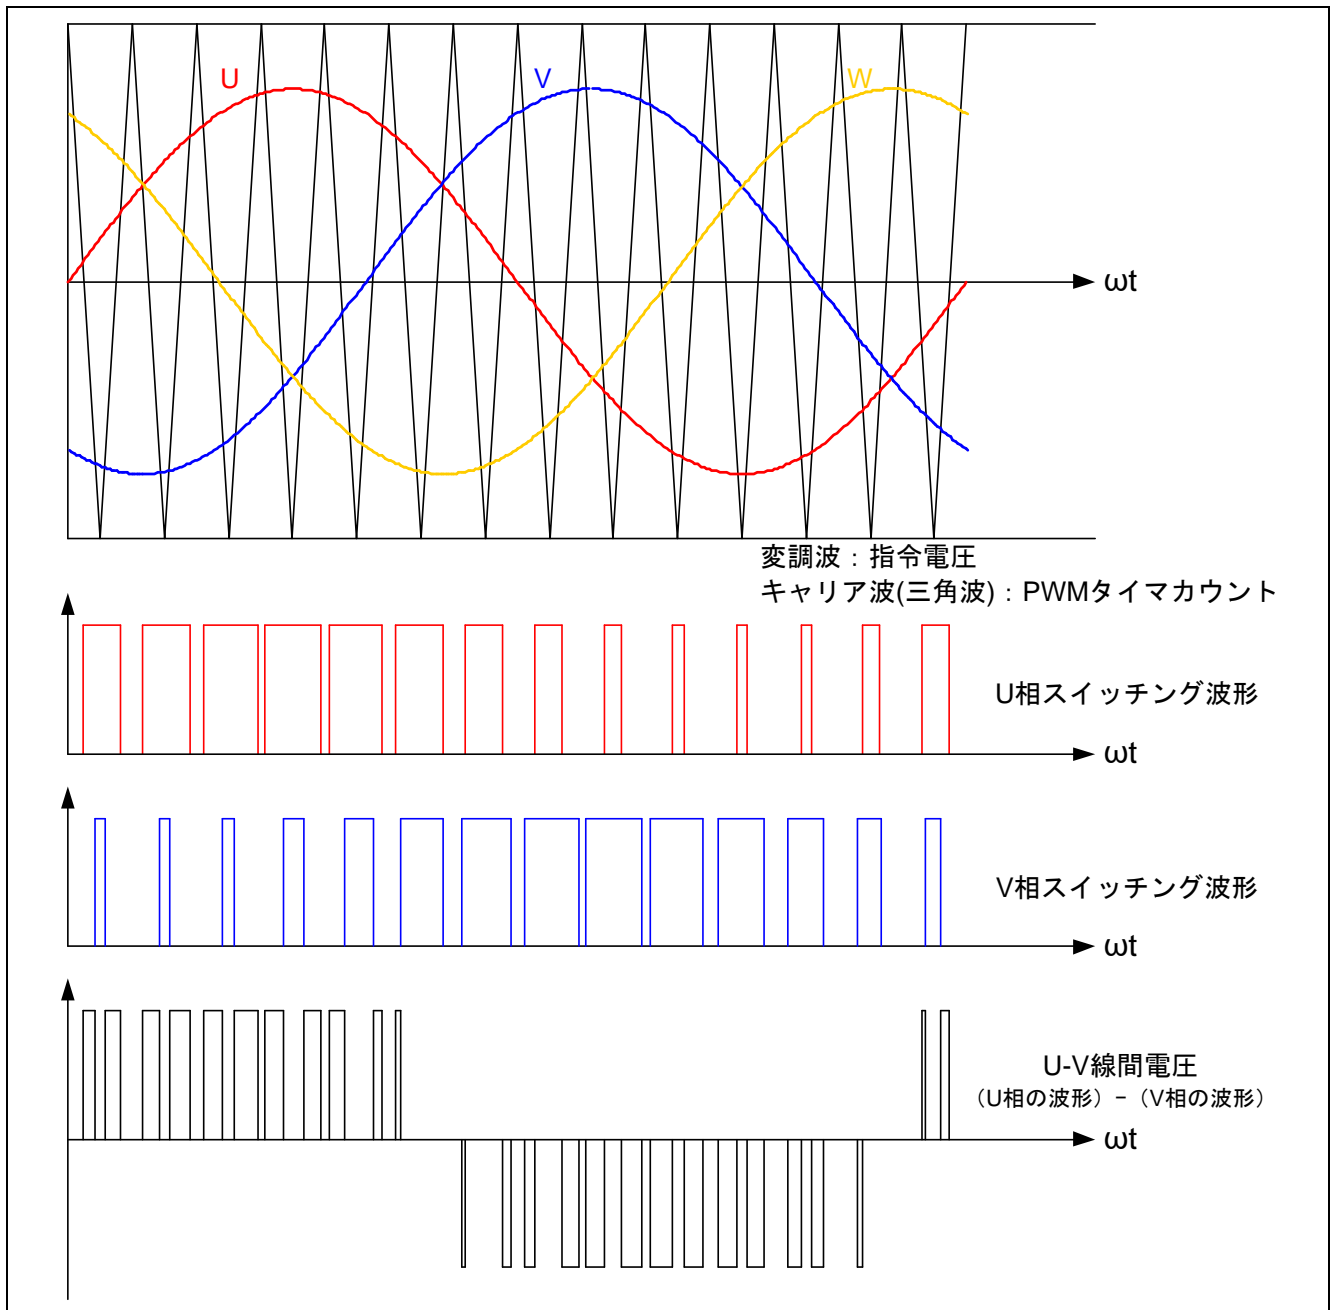 U
V
W
ωt
変調波：指令電圧
キャリア波(三角波)：PWMタイマカウント
U相スイッチング波形
ωt
V相スイッチング波形
ωt
U-V線間電圧
（U相の波形）－（V相の波形）
ωt